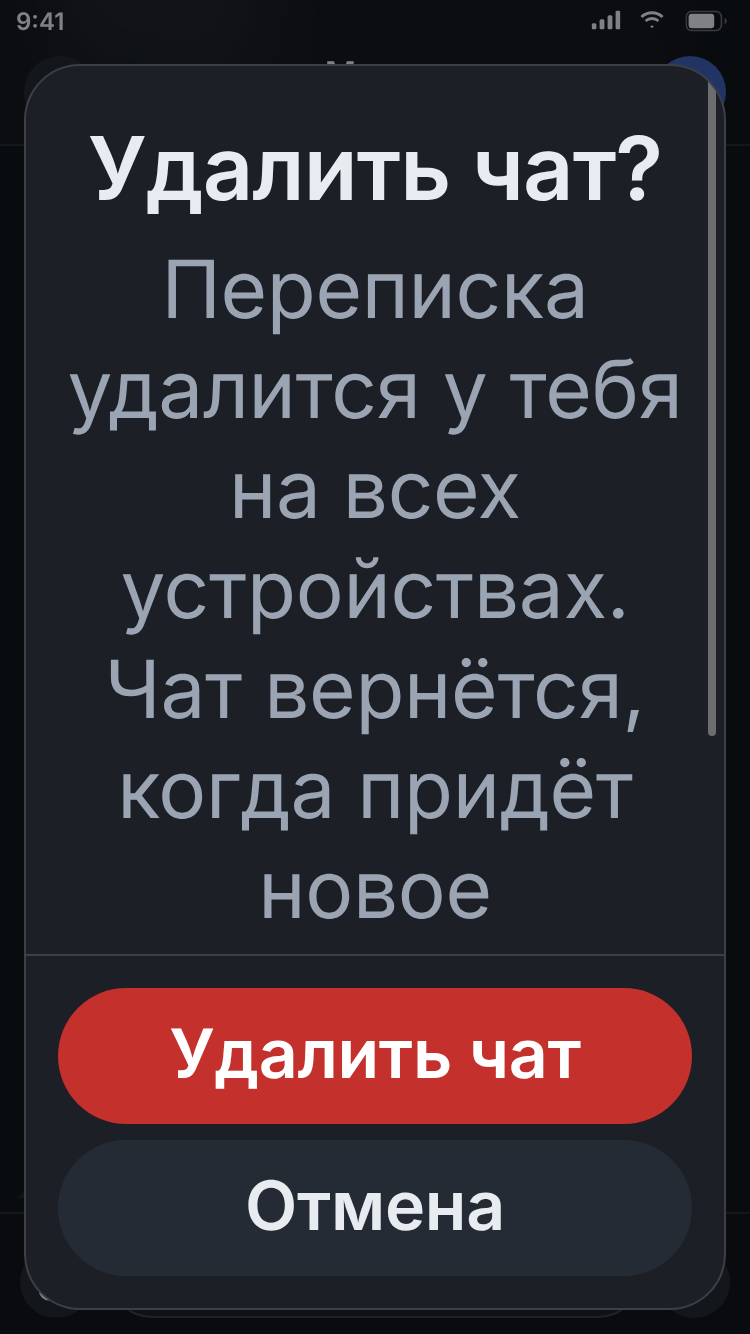 9:41
Удалить чат?
Переписка
удалится у тебя
на всех
устройствах.
Чат вернётся,
когда придёт
новое
Удалить чат
Отмена